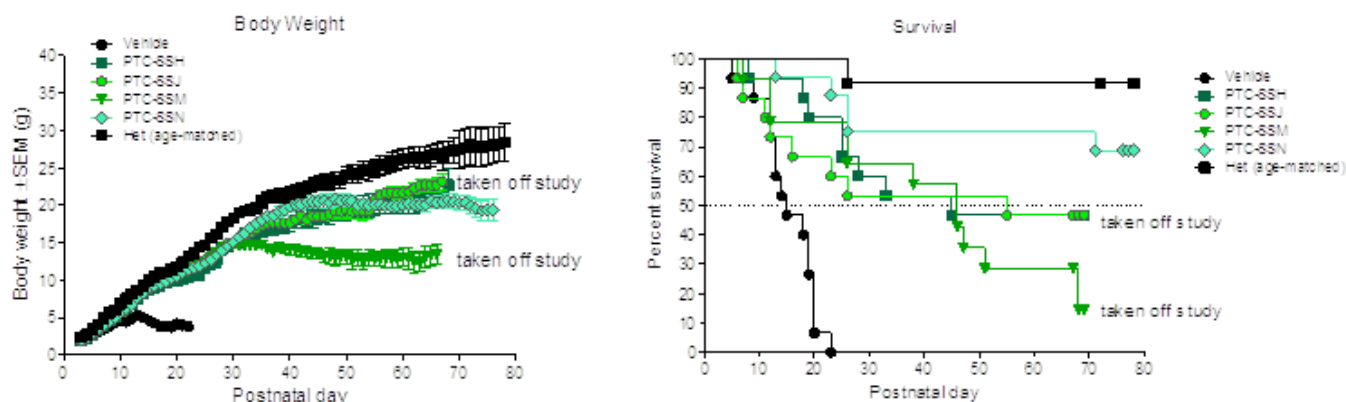 Body Weight
Vehicle
PTC-SSH
PTC-SSJ
PTC-SSM
PTC-SSN
Het (age-matched)
40
35
30
25
20
15
10
5
0
Body weight ±SEM (g)
taken off study
taken off study
0 10 20 30 40 50 60 70 80
Postnatal day
Survival
100
90
80
70
60
50
40
30
20
10
0
Percent survival
Vehicle
PTC-SSH
PTC-SSJ
PTC-SSM
PTC-SSN
Het (age-matched)
taken off study
taken off study
0 10 20 30 40 50 60 70 80
Postnatal day